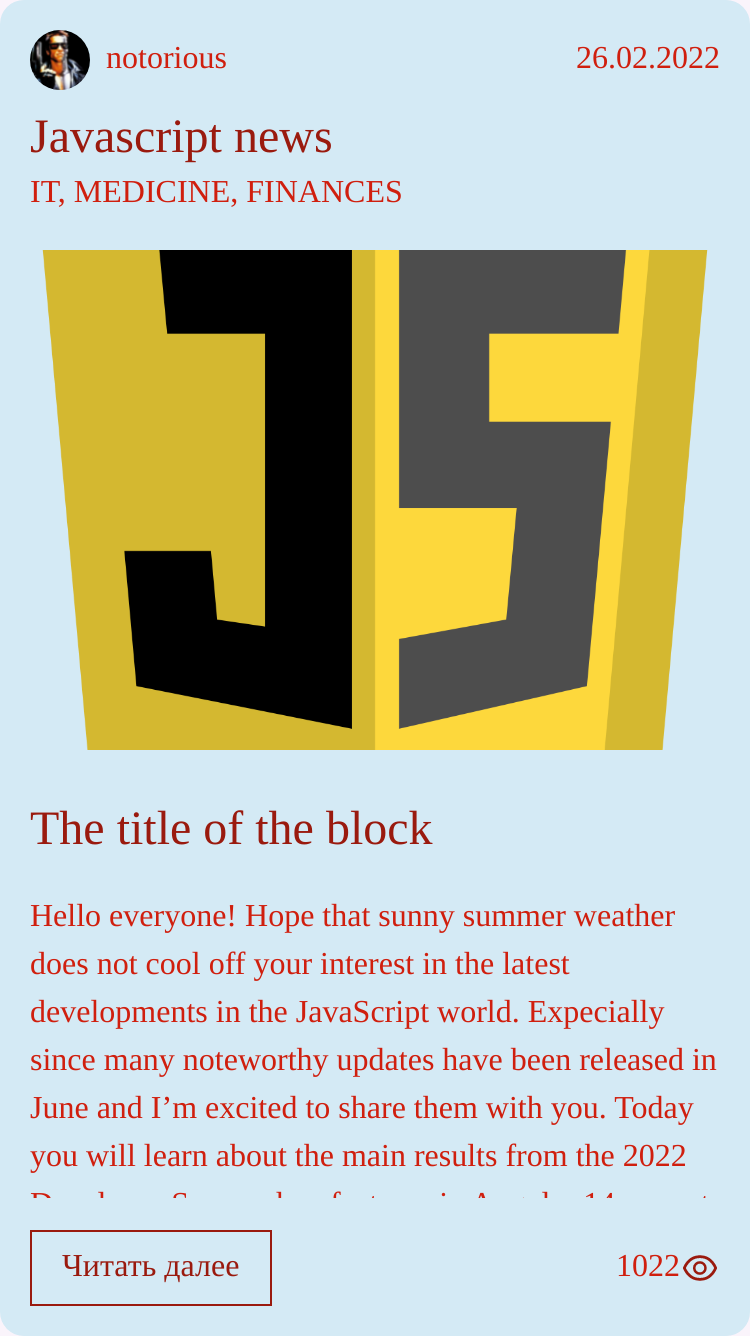 notorious 26.02.2022
Javascript news
IT, MEDICINE, FINANCES
JS
The title of the block
Hello everyone! Hope that sunny summer weather
does not cool off your interest in the latest
developments in the JavaScript world. Expecially
since many noteworthy updates have been released in
June and I’m excited to share them with you. Today
you will learn about the main results from the 2022
Читать далее 1022